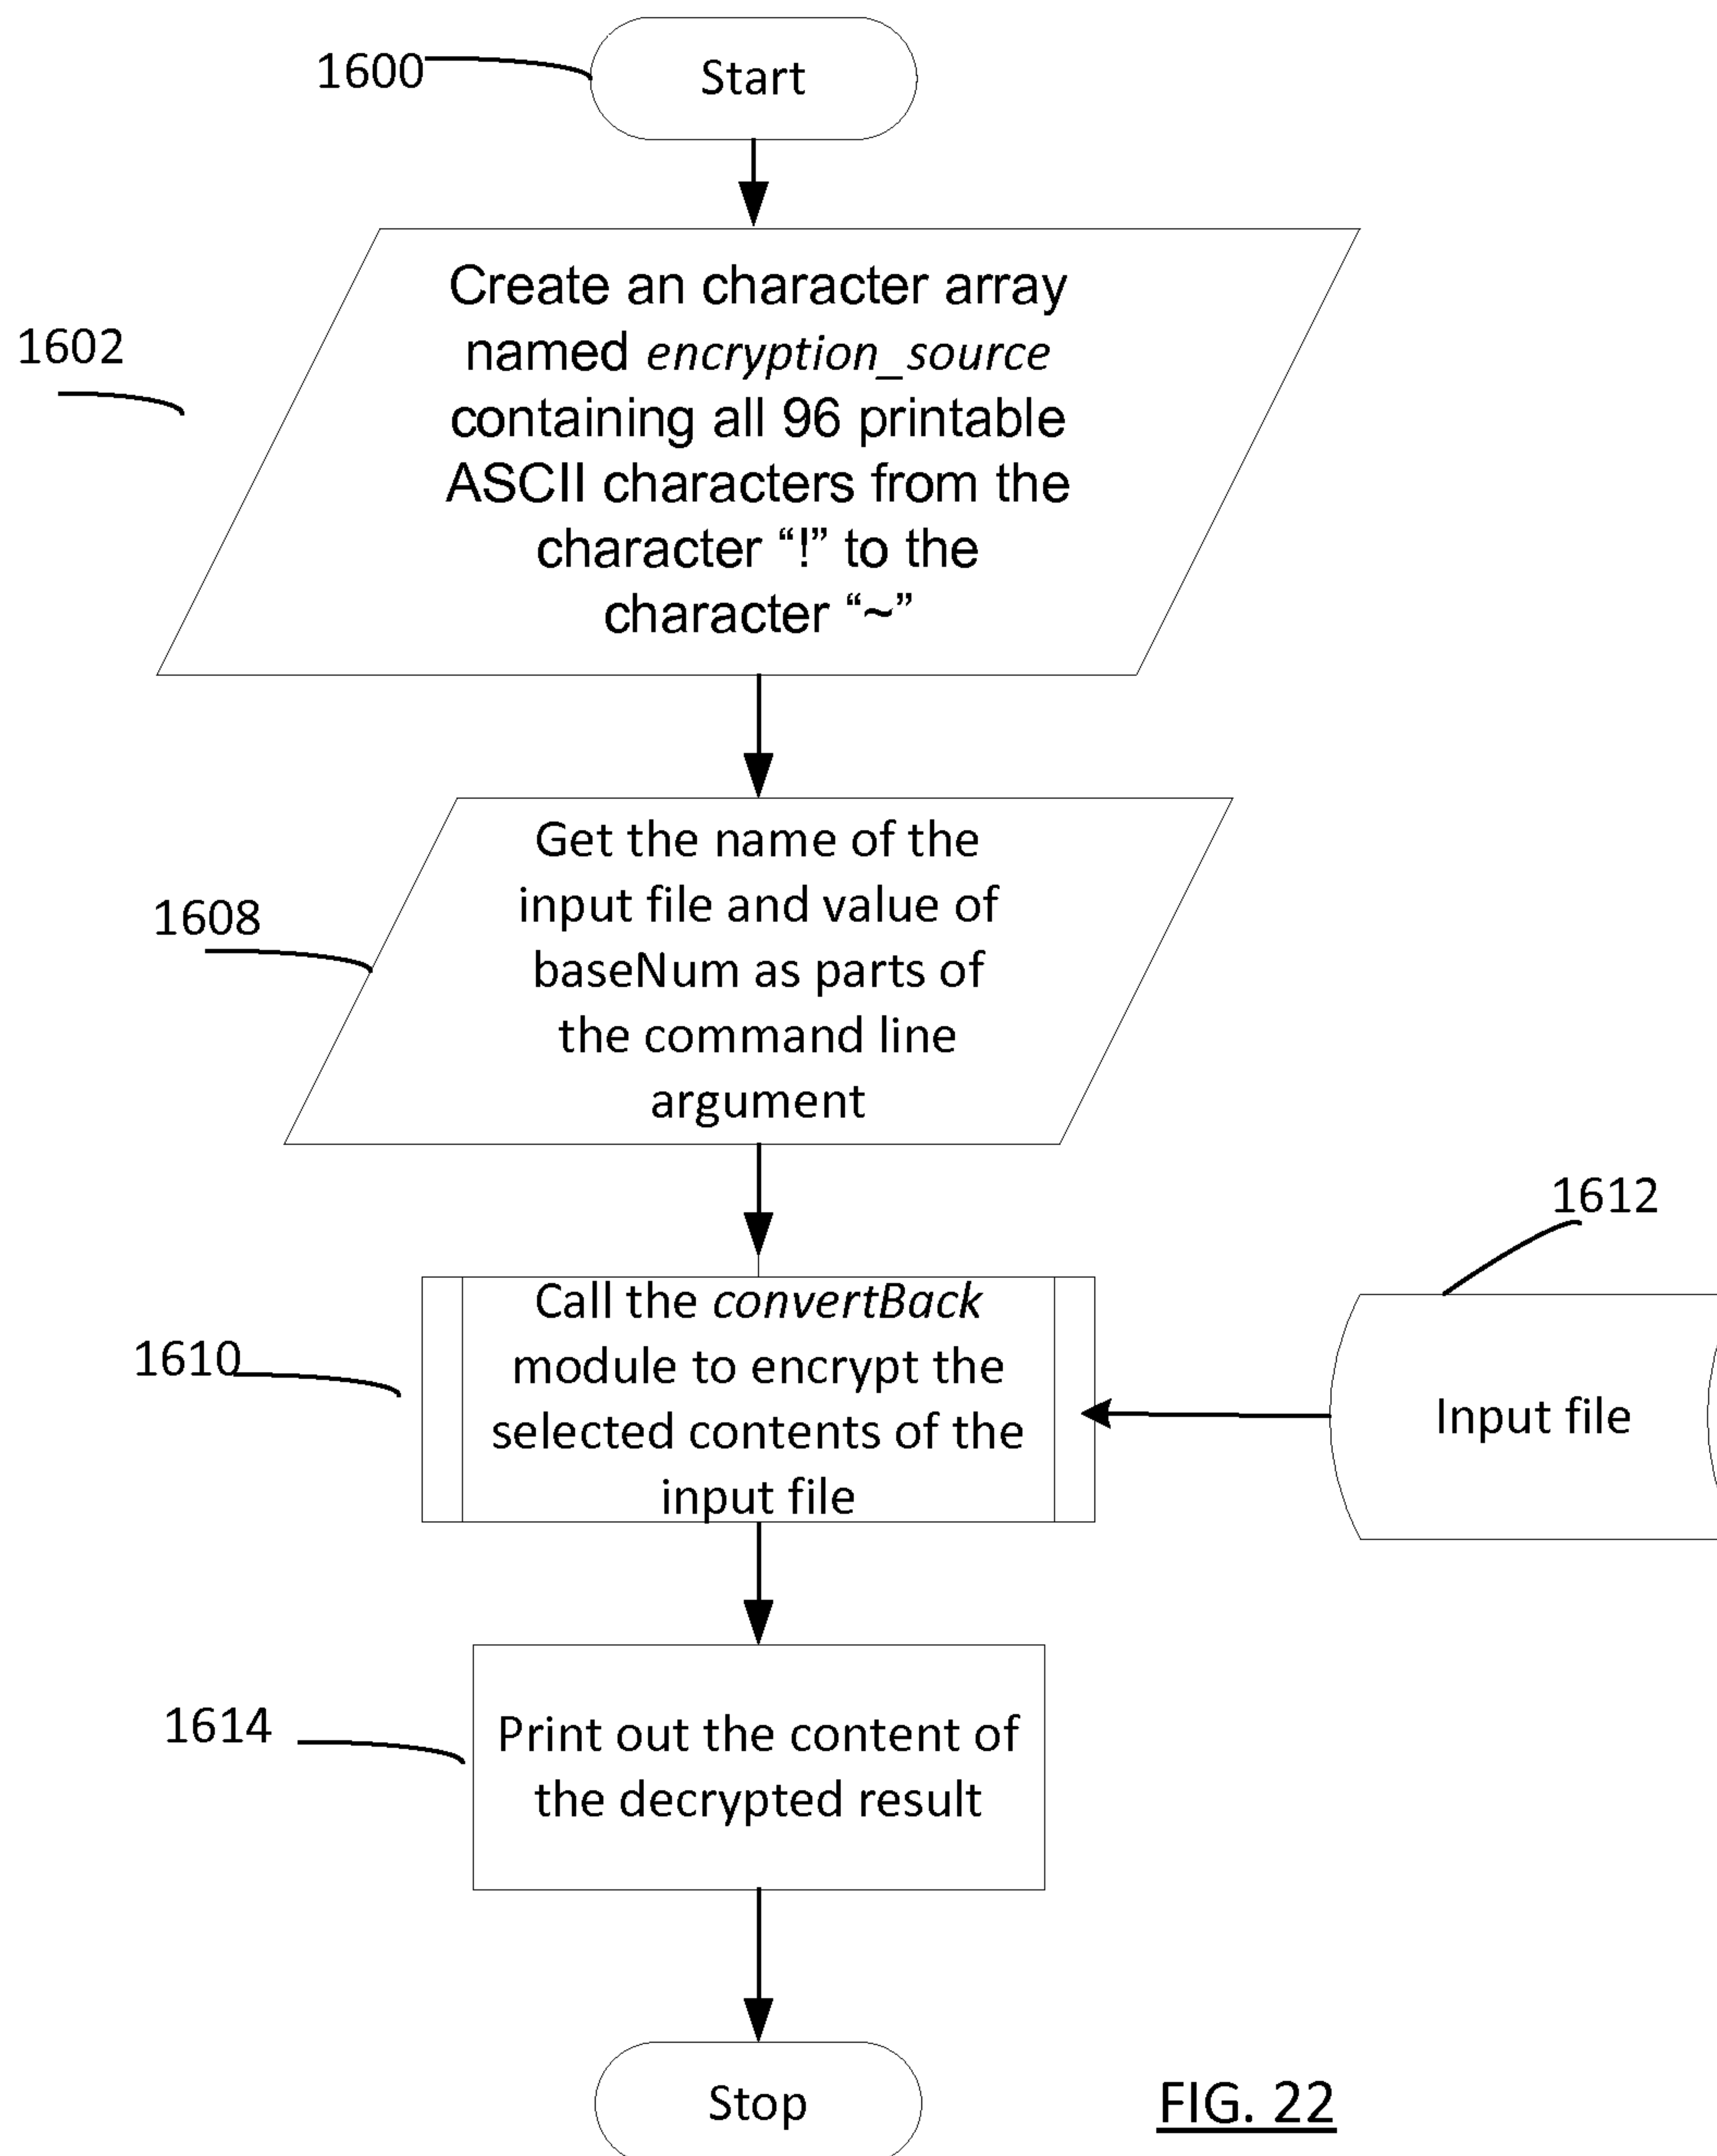 1600
Start
1602
Create an character array
named encryption_source
containing all 96 printable
ASCII characters from the
character “!” to the
character “~”
1608
Get the name of the
input file and value of
baseNum as parts of
the command line
argument
1612
1610
Call the convertBack
module to encrypt the
selected contents of the
input file
Input file
1614
Print out the content of
the decrypted result
Stop
FIG. 22